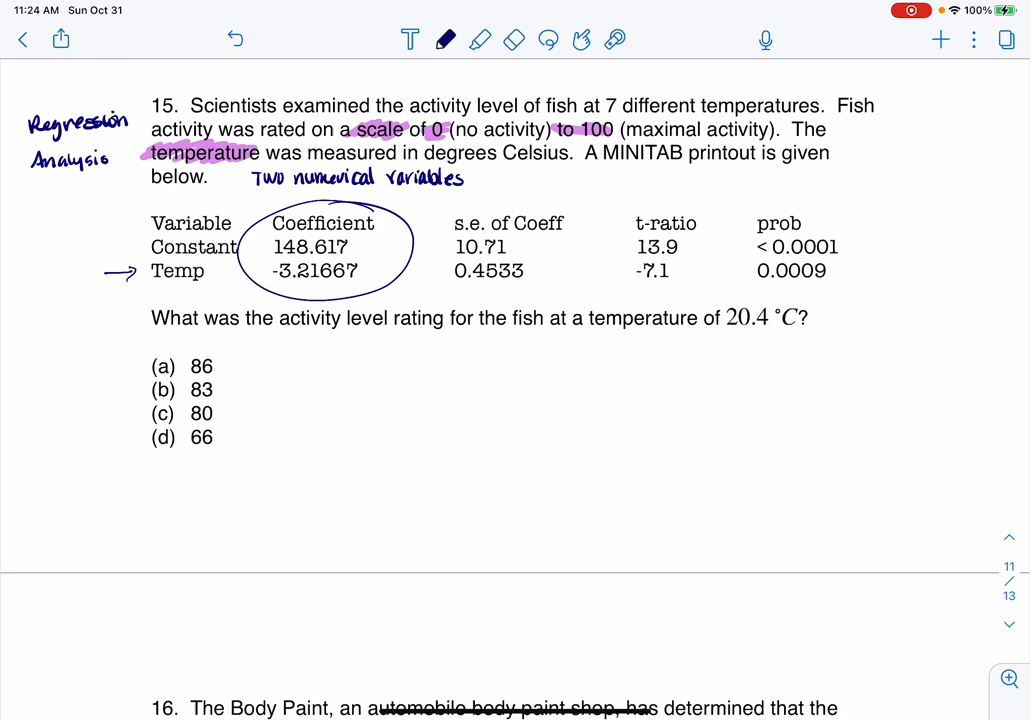 11:24 AM Sun Oct 31
100%
Regression
Analysis
15. Scientists examined the activity level of fish at 7 different temperatures. Fish
activity was rated on a scale of 0 (no activity) to 100 (maximal activity). The
temperature was measured in degrees Celsius. A MINITAB printout is given
below. Two numerical variables
Variable Coefficient s.e. of Coeff t-ratio prob
Constant 148.617 10.71 13.9 < 0.0001
→ Temp -3.21667 0.4533 -7.1 0.0009
What was the activity level rating for the fish at a temperature of 20.4 °C?
(a) 86
(b) 83
(c) 80
(d) 66
11
/
13
16. The Body Paint, an automobile body paint shop, has determined that the